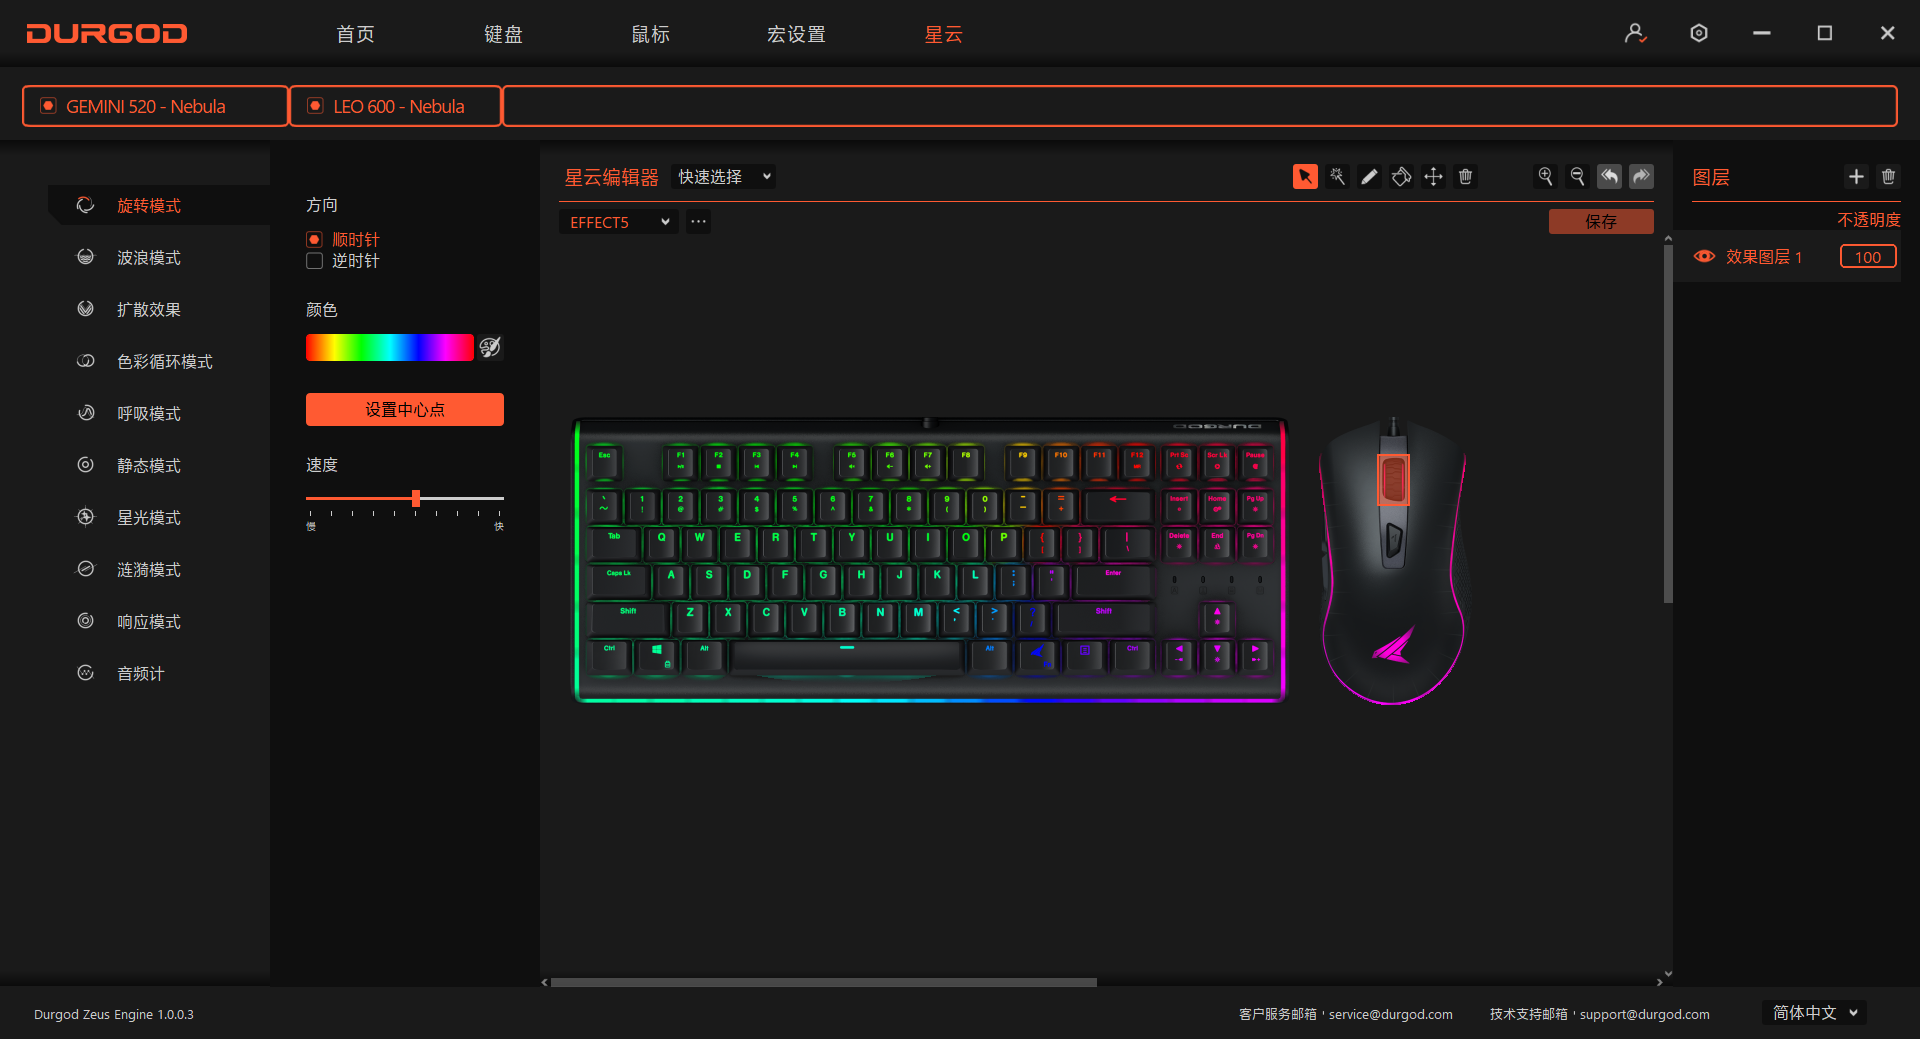 DURGOD
首页 键盘 鼠标 宏设置 星云
GEMINI 520 - Nebula
LEO 600 - Nebula
旋转模式
波浪模式
扩散效果
色彩循环模式
呼吸模式
静态模式
星光模式
涟漪模式
响应模式
音频计
方向
顺时针
逆时针
颜色
设置中心点
速度
慢 快
星云编辑器 快速选择
EFFECT5 ...
保存
DURGOD
Esc F1 F2 F3 F4 F5 F6 F7 F8 F9 F10 F11 F12 Prt Sc Scr Lk Pause
` 1 2 3 4 5 6 7 8 9 0 - = ← Insert Home Pg Up
~ ! @ # $ % ^ & * ( ) +
Tab Q W E R T Y U I O P { } | Delete End Pg Dn
[ ] \
Caps Lk A S D F G H J K L : " Enter
; '
Shift Z X C V B N M < > ? Shift ▲
, .
Ctrl Alt Alt Ctrl ◀ ▼ ▶
图层
不透明度
效果图层 1 100
Durgod Zeus Engine 1.0.0.3
客户服务邮箱：service@durgod.com
技术支持邮箱：support@durgod.com
简体中文